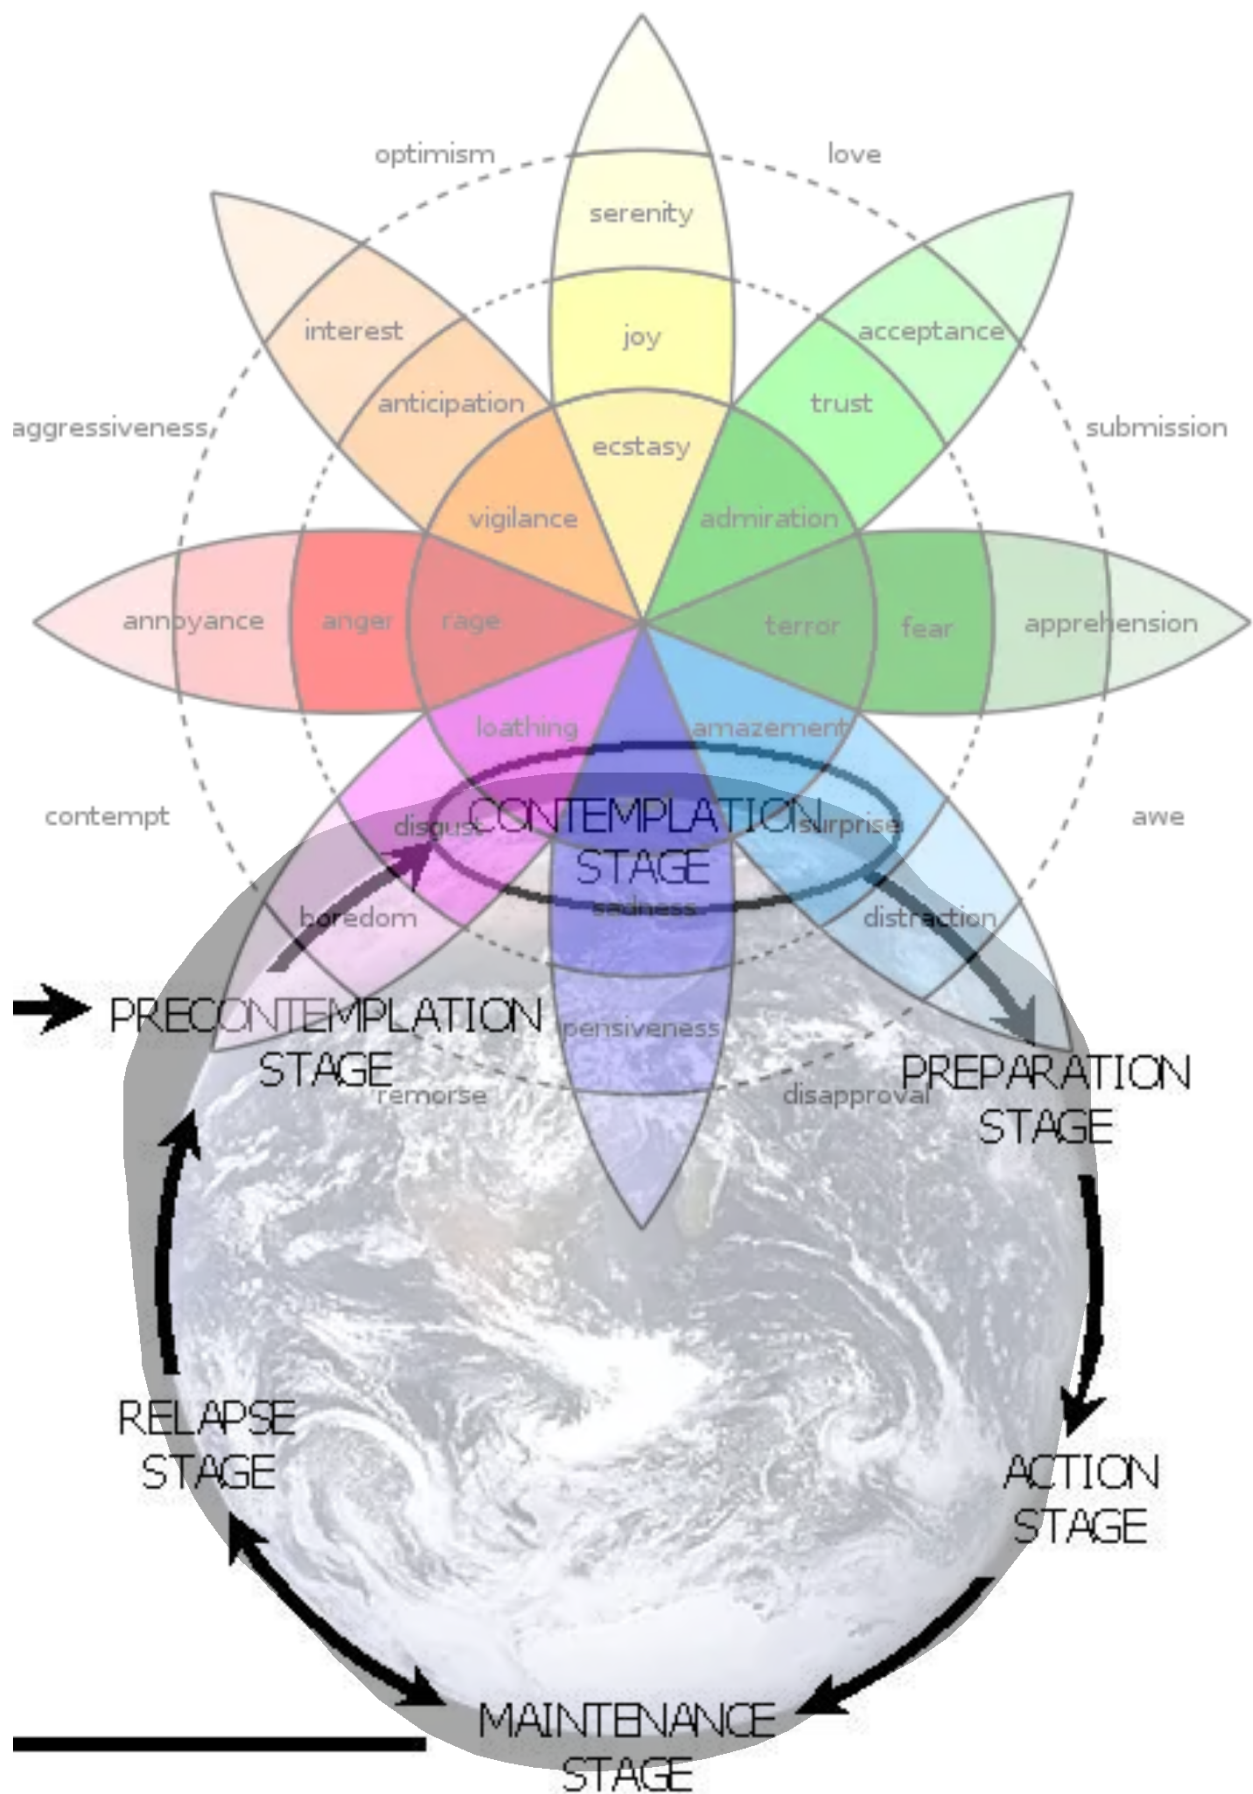 optimism
love
serenity
interest
joy
acceptance
anticipation
trust
aggressiveness
submission
ecstasy
vigilance
admiration
annoyance
anger
rage
terror
fear
apprehension
loathing
amazement
contempt
disgust
CONTEMPLATION
STAGE
surprise
awe
sadness
boredom
distraction
PRECONTEMPLATION
STAGE
pensiveness
remorse
disapproval
PREPARATION
STAGE
RELAPSE
STAGE
ACTION
STAGE
MAINTENANCE
STAGE